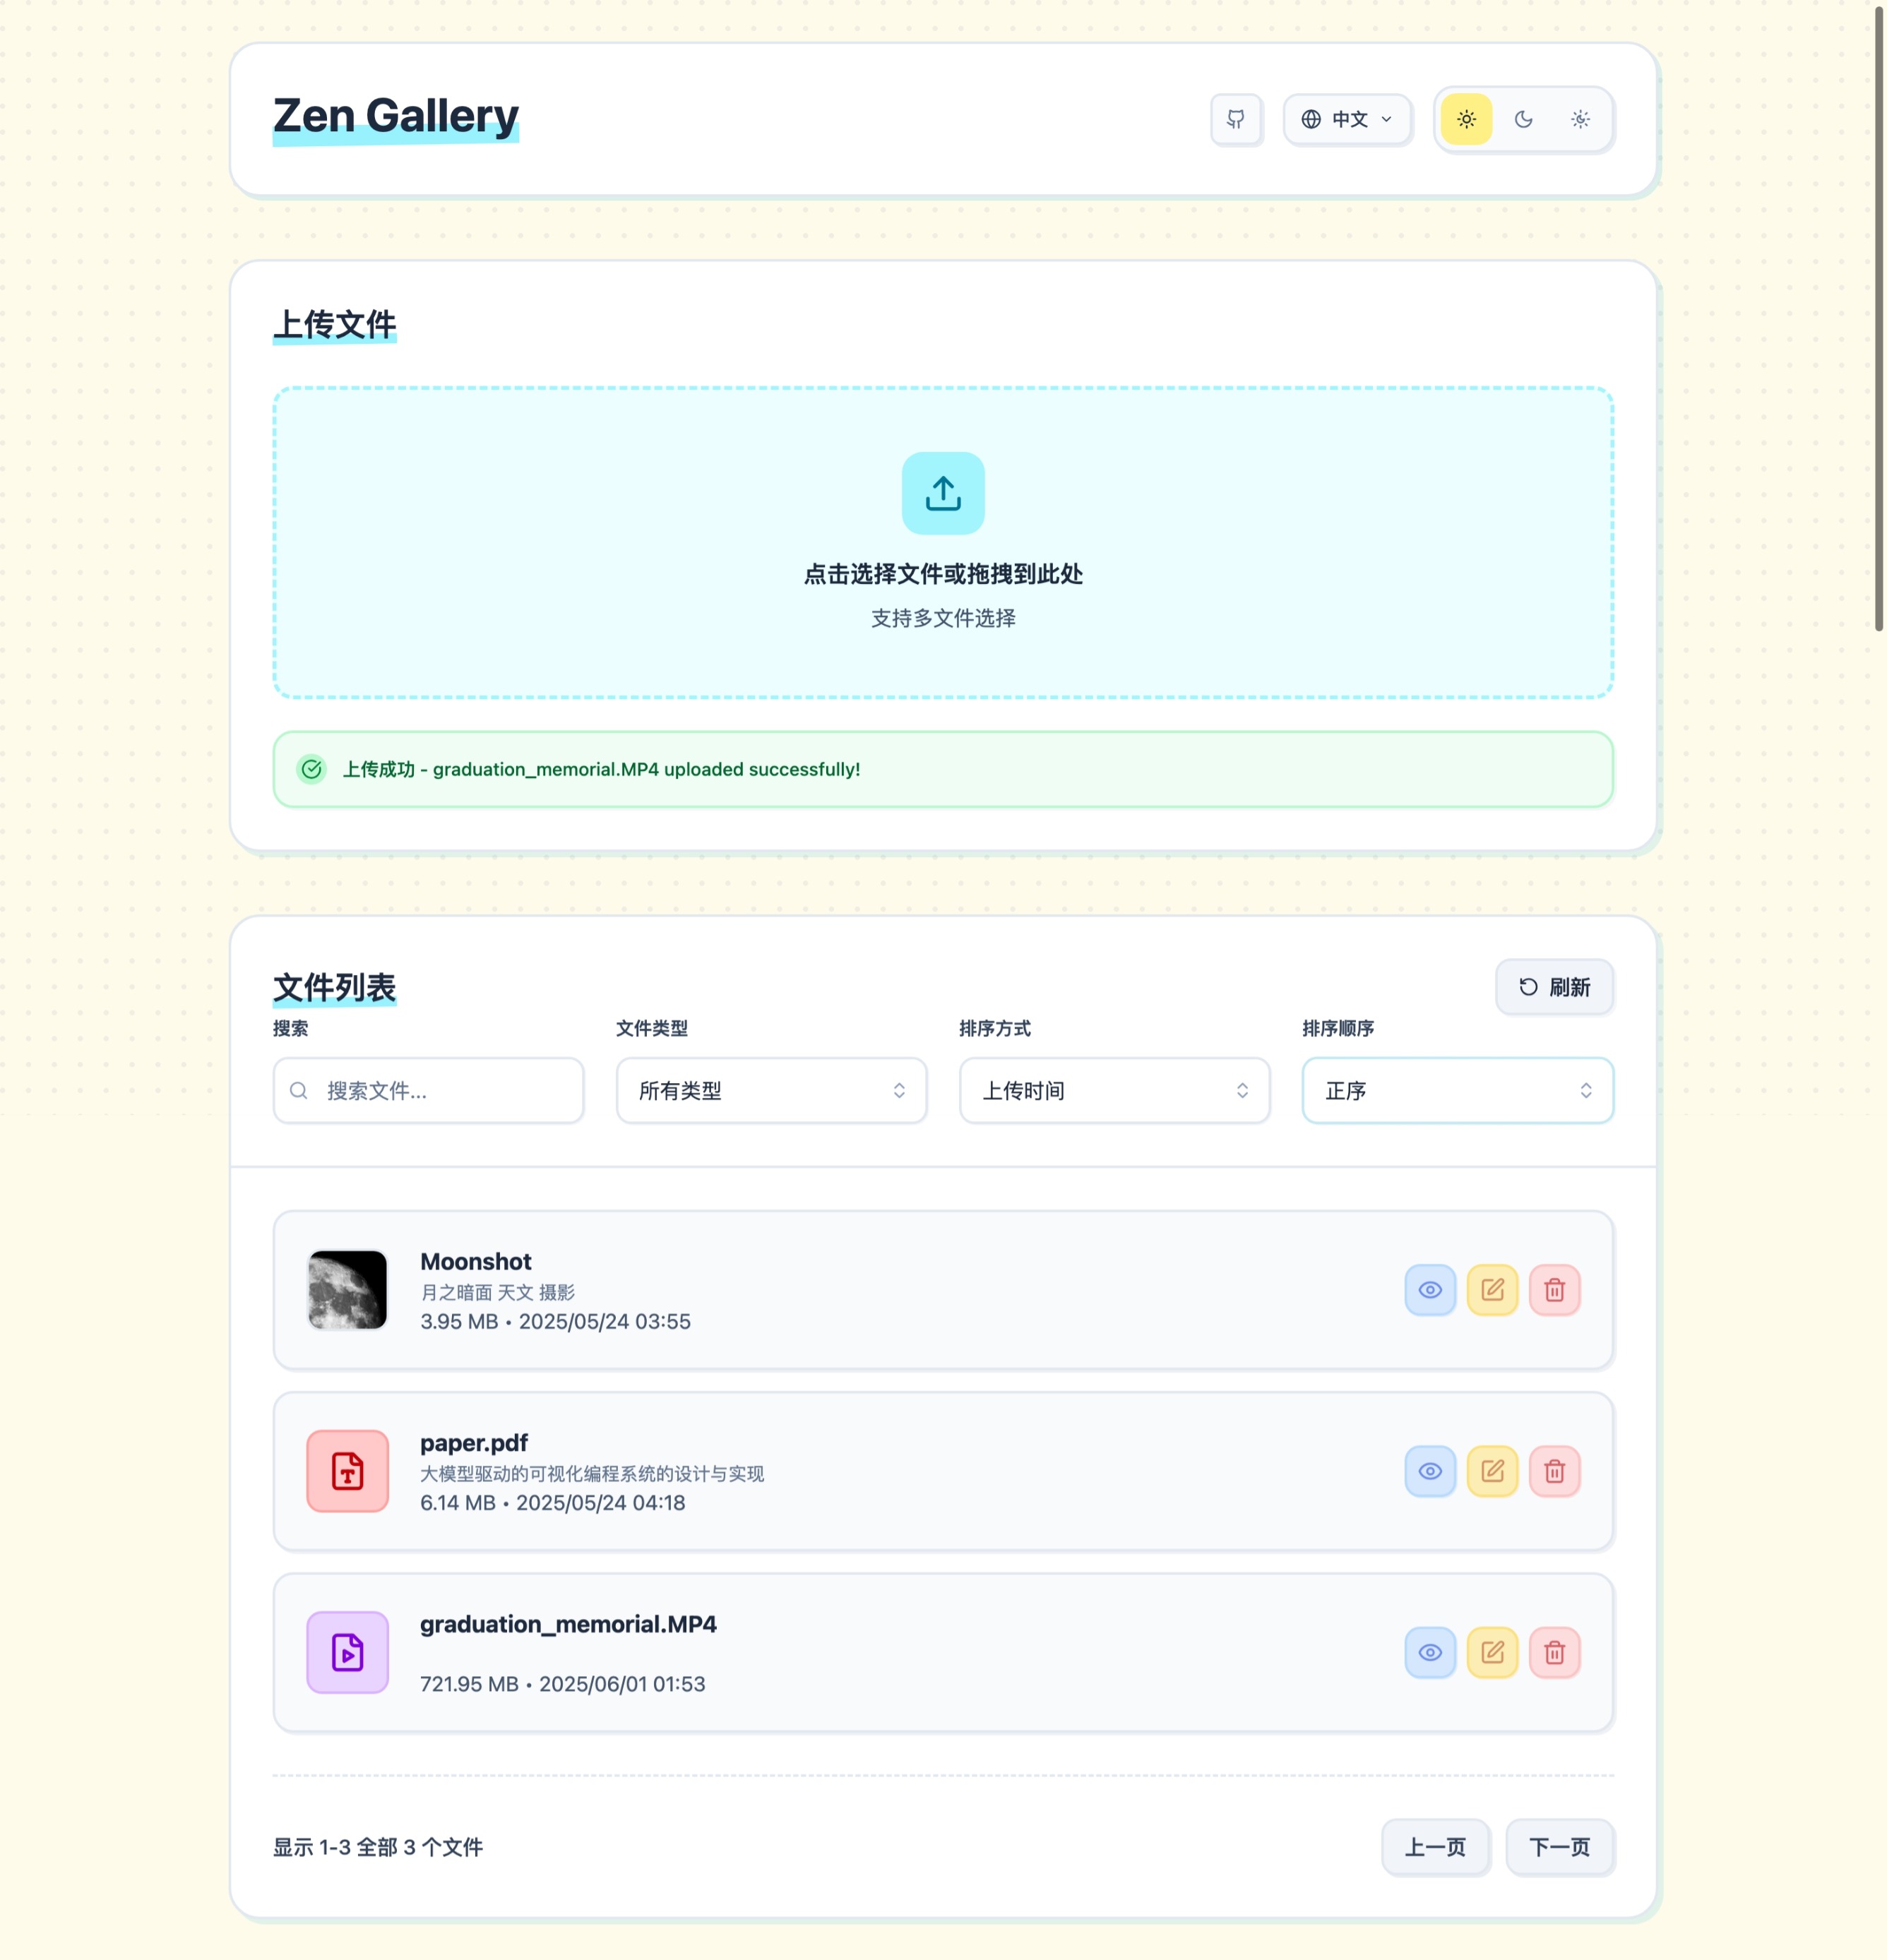 Zen Gallery
中文
上传文件
点击选择文件或拖拽到此处
支持多文件选择
上传成功 - graduation_memorial.MP4 uploaded successfully!
文件列表
刷新
搜索 文件类型 排序方式 排序顺序
搜索文件... 所有类型 上传时间 正序
Moonshot
月之暗面 天文 摄影
3.95 MB • 2025/05/24 03:55
paper.pdf
大模型驱动的可视化编程系统的设计与实现
6.14 MB • 2025/05/24 04:18
graduation_memorial.MP4
721.95 MB • 2025/06/01 01:53
显示 1-3 全部 3 个文件
上一页 下一页